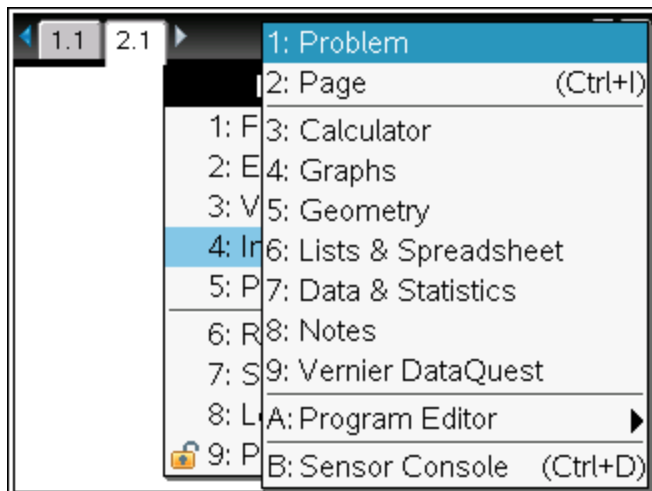 1.1 2.1
1: Problem
2: Page (Ctrl+I)
1: F
3: Calculator
2: E
4: Graphs
3: V
5: Geometry
4: In
6: Lists & Spreadsheet
5: P
7: Data & Statistics
6: R
8: Notes
7: S
9: Vernier DataQuest
8: L
A: Program Editor
9: P
B: Sensor Console (Ctrl+D)